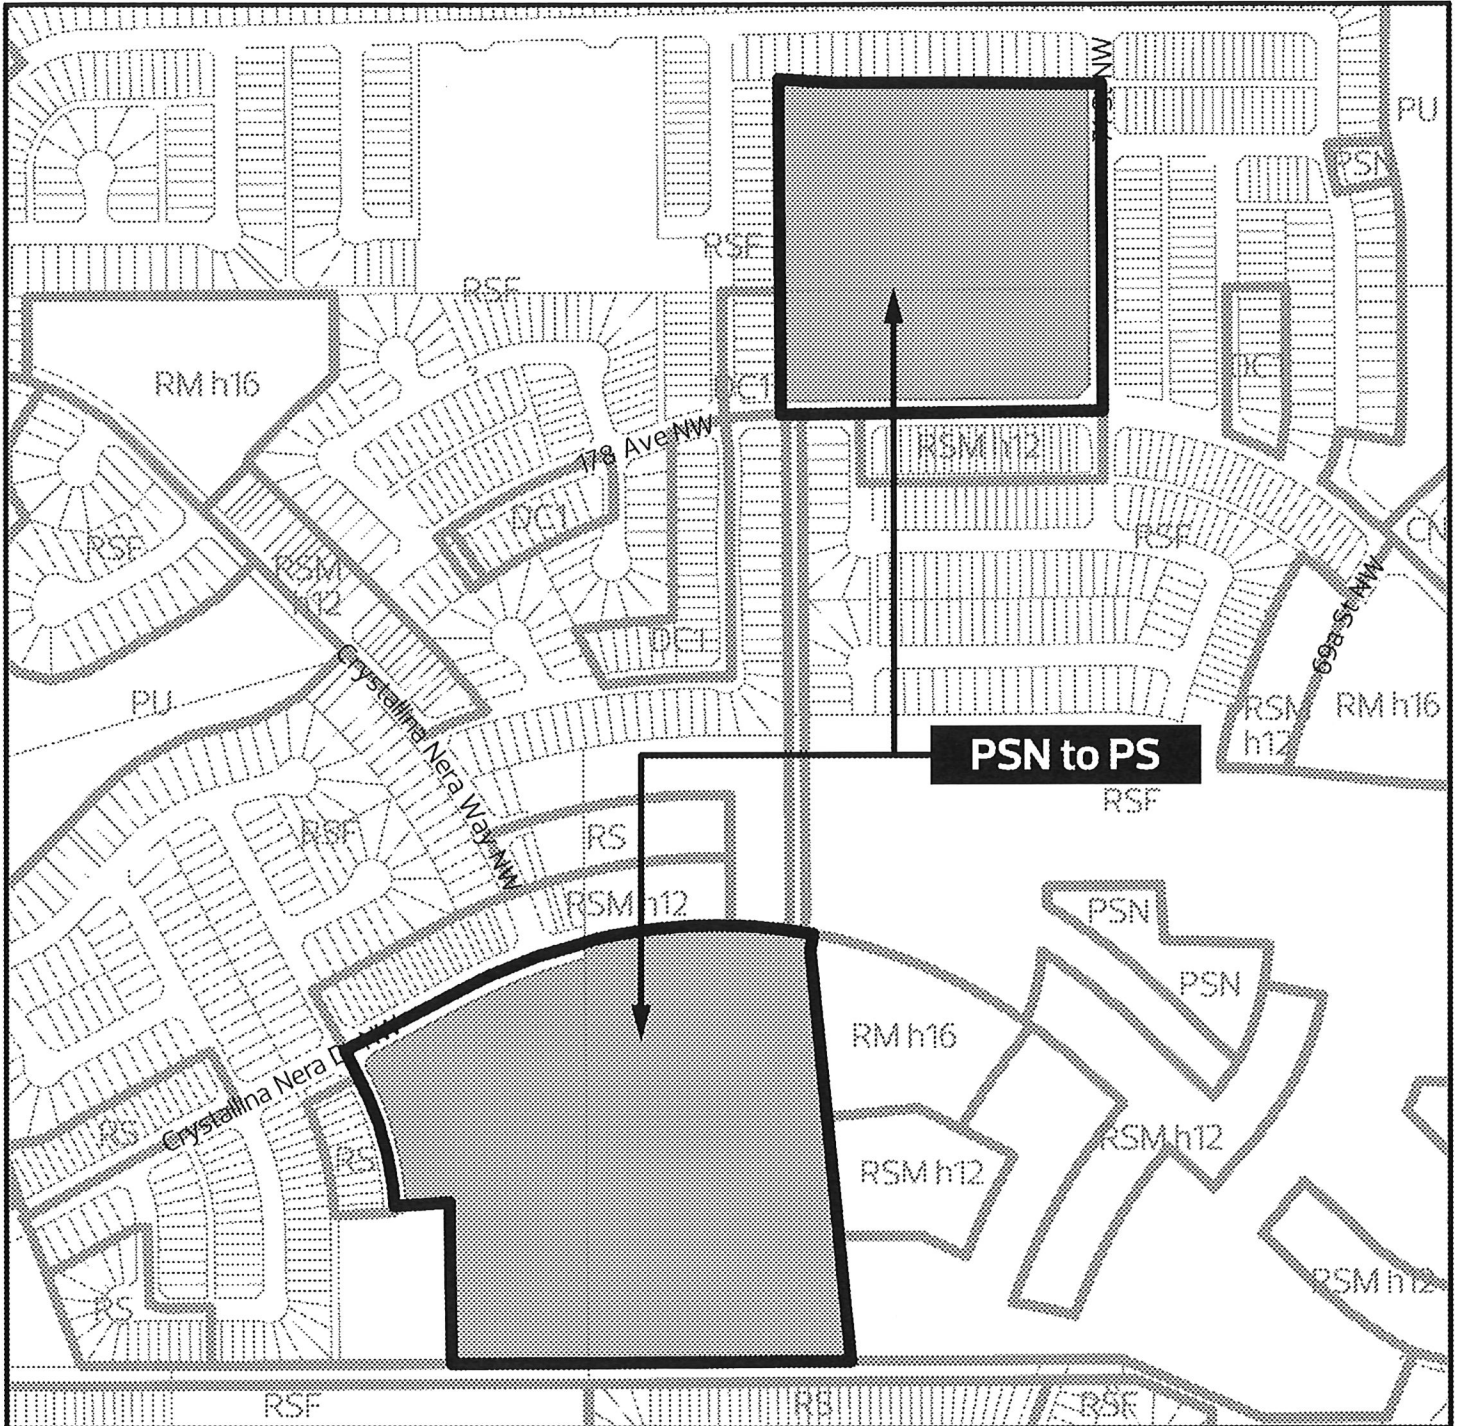 PU
RSF
RSF
RM h16
DC1
178 Ave NW
RSM h12
DC1
RSF
RSF
CN
RSM
h12
69a St NW
DC1
PU
Crystallina Nera Way NW
RSM
h12
RM h16
PSN to PS
RSF
RSF
RS
RSM h12
PSN
PSN
RM h16
RSM h12
RS
Crystallina Nera Dr NW
RS
RSM h12
RS
RSM h12
RSF
RSF